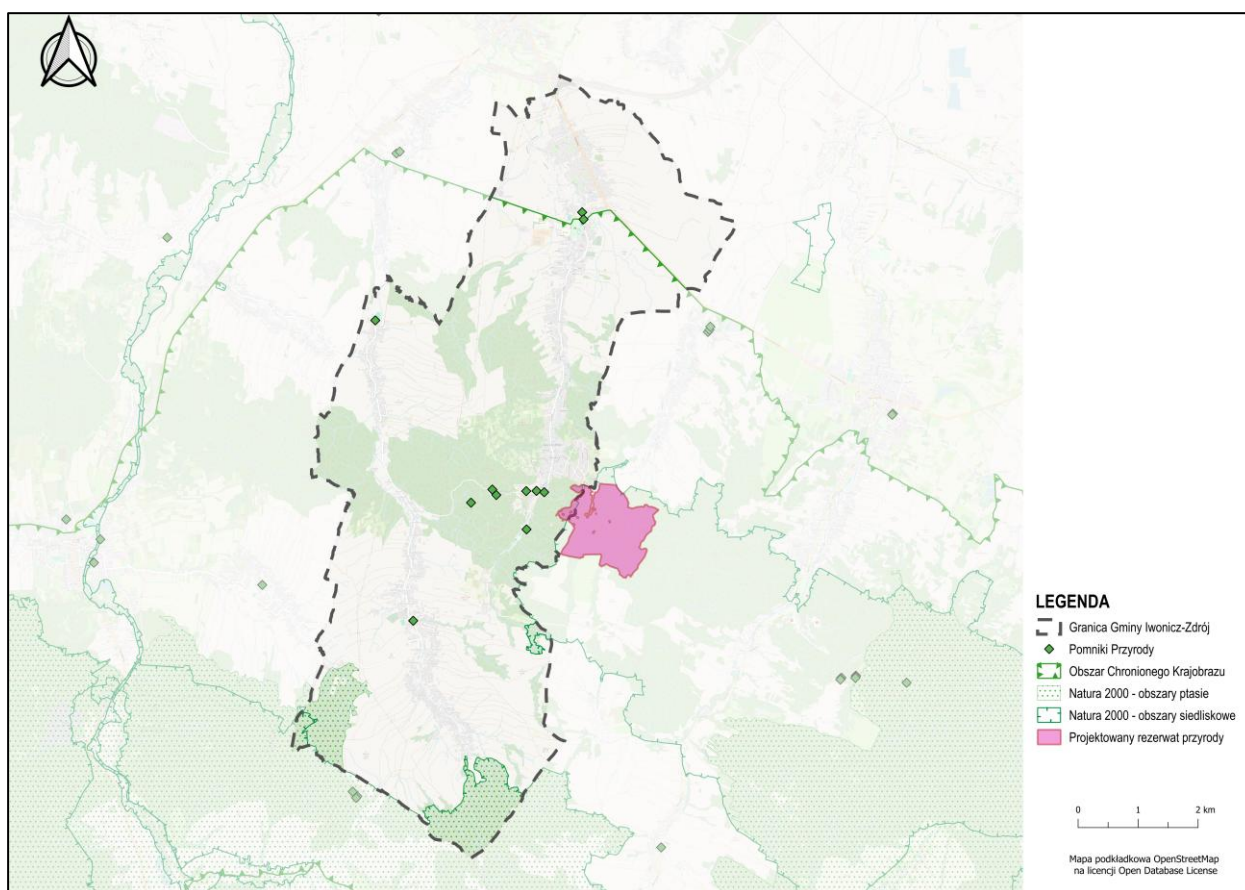 LEGENDA
Granica Gminy Iwonicz-Zdrój
Pomniki Przyrody
Obszar Chronionego Krajobrazu
Natura 2000 - obszary ptasie
Natura 2000 - obszary siedliskowe
Projektowany rezerwat przyrody
0 1 2 km
Mapa podkładkowa OpenStreetMap
na licencji Open Database License